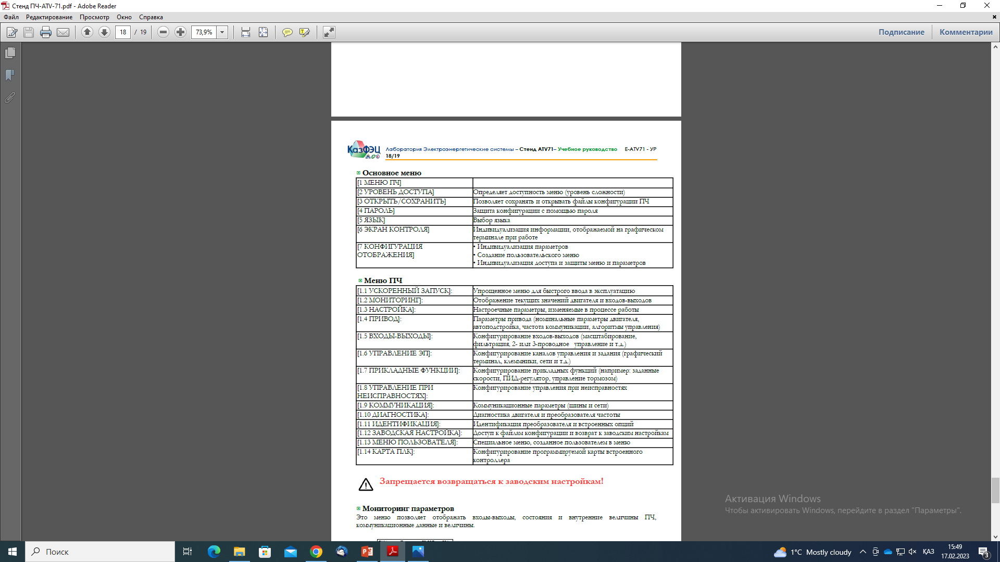 Стенд ПЧ-ATV-71.pdf - Adobe Reader
Файл Редактирование Просмотр Окно Справка
18 / 19 73,9% Подписание Комментарии
КазФЭЦ
Лаборатория Электроэнергетические системы – Стенд ATV71– Учебное руководство E-ATV71 - УР
18/19
Основное меню
[1 МЕНЮ ПЧ]
[2 УРОВЕНЬ ДОСТУПА] Определяет доступность меню (уровень сложности)
[3 ОТКРЫТЬ/СОХРАНИТЬ] Позволяет сохранять и открывать файлы конфигурации ПЧ
[4 ПАРОЛЬ] Защита конфигурации с помощью пароля
[5 ЯЗЫК] Выбор языка
[6 ЭКРАН КОНТРОЛЯ] Индивидуализация информации, отображаемой на графическом
терминале при работе
[7 КОНФИГУРАЦИЯ • Индивидуализация параметров
ОТОБРАЖЕНИЯ] • Создание пользовательского меню
• Индивидуализация доступа и защиты меню и параметров
Меню ПЧ
[1.1 УСКОРЕННЫЙ ЗАПУСК]: Упрощенное меню для быстрого ввода в эксплуатацию
[1.2 МОНИТОРИНГ]: Отображение текущих значений двигателя и входов-выходов
[1.3 НАСТРОЙКА]: Настроечные параметры, изменяемые в процессе работы
[1.4 ПРИВОД]: Параметры привода (номинальные параметры двигателя,
автоподстройка, частота коммуникации, алгоритмы управления)
[1.5 ВХОДЫ-ВЫХОДЫ]: Конфигурирование входов-выходов (масштабирование,
фильтрация, 2- или 3-проводное управление и т.д.)
[1.6 УПРАВЛЕНИЕ ЭП]: Конфигурирование каналов управления и задания (графический
терминал, клеммники, сети и т.д.)
[1.7 ПРИКЛАДНЫЕ ФУНКЦИИ]: Конфигурирование прикладных функций (например: заданные
скорости, ПИД-регулятор, управление тормозом)
[1.8 УПРАВЛЕНИЕ ПРИ Конфигурирование управления при неисправностях
НЕИСПРАВНОСТЯХ]:
[1.9 КОММУНИКАЦИЯ]: Коммуникационные параметры (шины и сети)
[1.10 ДИАГНОСТИКА]: Диагностика двигателя и преобразователя частоты
[1.11 ИДЕНТИФИКАЦИЯ]: Идентификация преобразователя и встроенных опций
[1.12 ЗАВОДСКАЯ НАСТРОЙКА]: Доступ к файлам конфигурации и возврат к заводским настройкам
[1.13 МЕНЮ ПОЛЬЗОВАТЕЛЯ]: Специальное меню, созданное пользователем в меню
[1.14 КАРТА ПЛК]: Конфигурирование программируемой карты встроенного
контроллера
Запрещается возвращаться к заводским настройкам!
Мониторинг параметров
Это меню позволяет отображать входы-выходы, состояния и внутренние величины ПЧ,
коммуникационные данные и величины.
Активация Windows
Чтобы активировать Windows, перейдите в раздел "Параметры".
Поиск
1°C Mostly cloudy ҚАЗ 15:49
17.02.2023 3